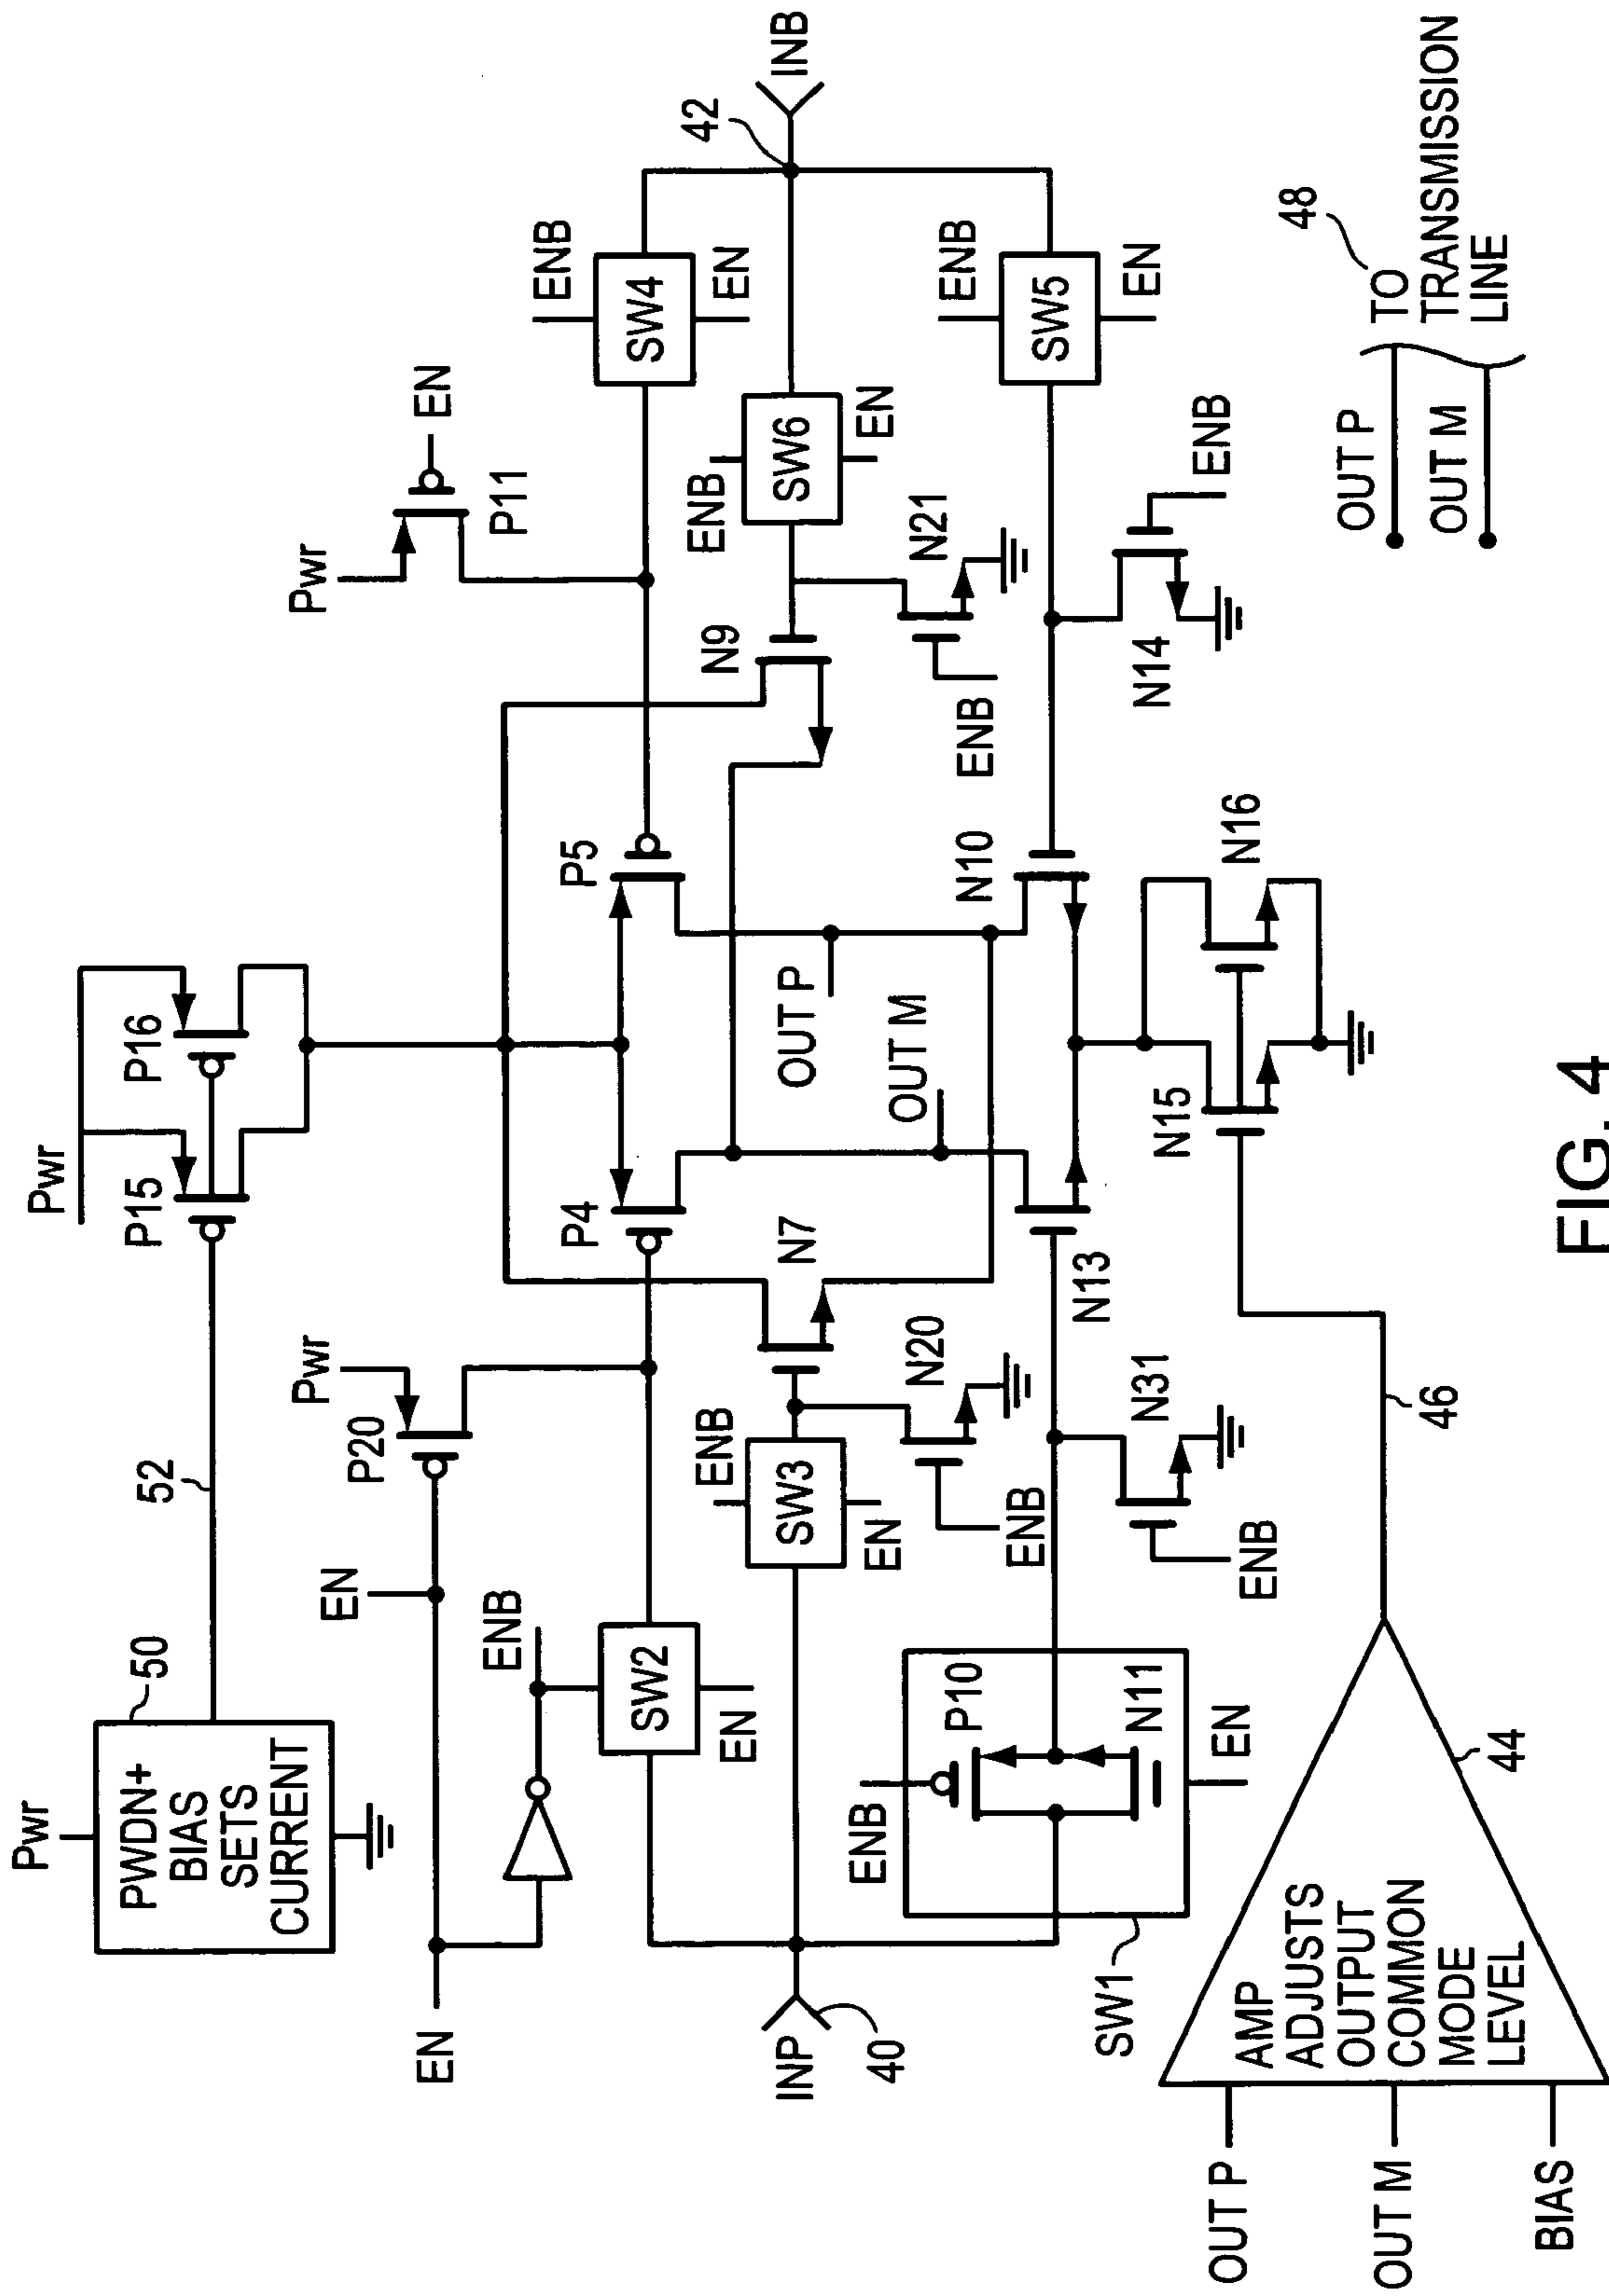 Pwr
PWDN+
BIAS
SETS
CURRENT
50
52
Pwr
P15
P16
EN
EN
ENB
Pwr
P20
P4
P5
Pwr
P11
EN
SW2
EN
ENB
SW4
EN
42
INB
INP
40
ENB
SW3
EN
N7
N20
ENB
OUT P
OUT M
N9
ENB
SW6
EN
N21
ENB
SW1
ENB
P10
N11
EN
N31
ENB
N13
N10
N14
ENB
ENB
SW5
EN
N15
N16
OUT P
OUT M
BIAS
AMP
ADJUSTS
OUTPUT
COMMON
MODE
LEVEL
44
46
OUT P
OUT M
48
TO
TRANSMISSION
LINE
FIG. 4